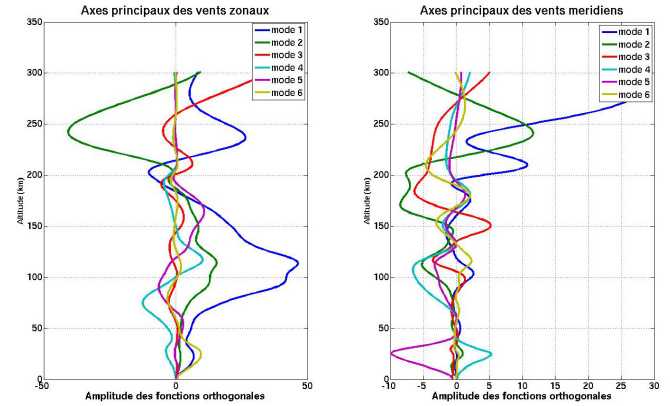 Axes principaux des vents zonaux
350
300
250
200
150
100
50
0
Altitude (km)
mode 1
mode 2
mode 3
mode 4
mode 5
mode 6
-50
0
50
Amplitude des fonctions orthogonales
Axes principaux des vents meridiens
350
300
250
200
150
100
50
0
Altitude (km)
mode 1
mode 2
mode 3
mode 4
mode 5
mode 6
-10
-5
0
5
10
15
20
25
30
Amplitude des fonctions orthogonales